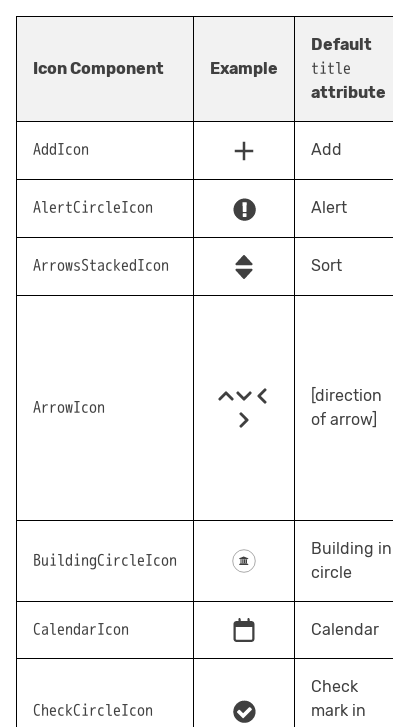 Icon Component
Example
Default
title
attribute
AddIcon
Add
AlertCircleIcon
Alert
ArrowsStackedIcon
Sort
ArrowIcon
[direction
of arrow]
BuildingCircleIcon
Building in
circle
CalendarIcon
Calendar
CheckCircleIcon
Check
mark in